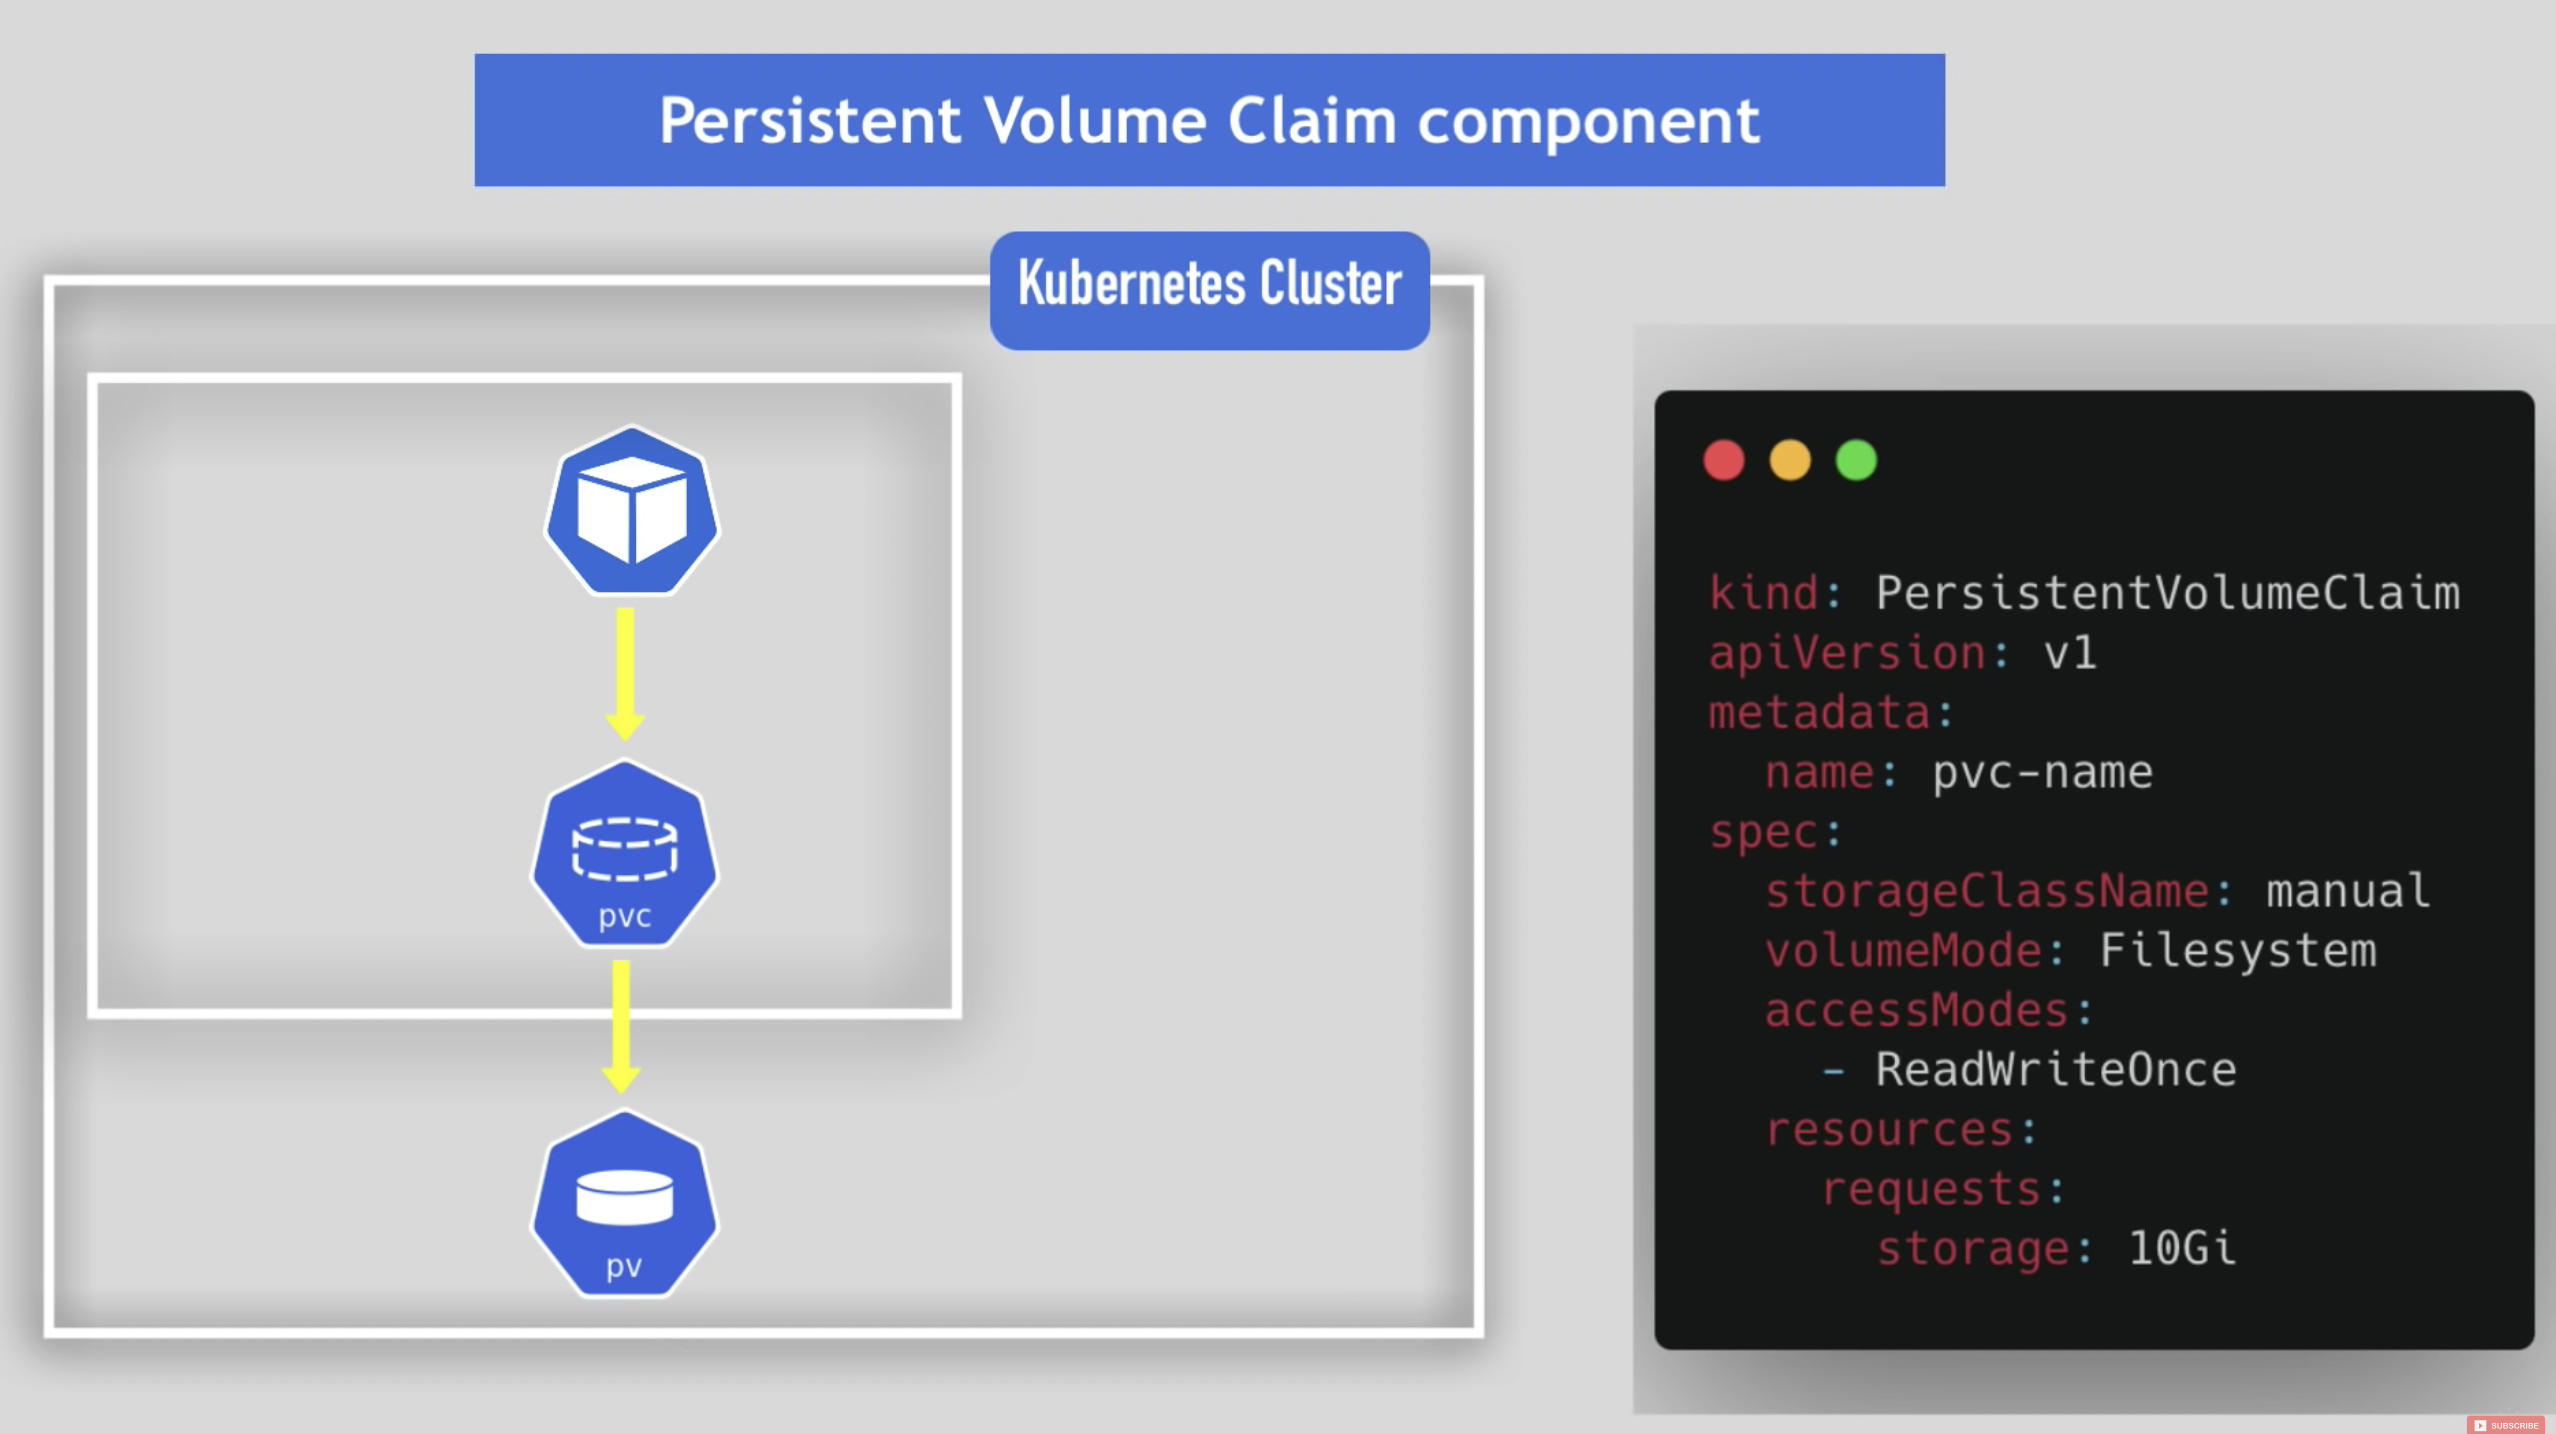 Persistent Volume Claim component
Kubernetes Cluster
pvc
pv
kind: PersistentVolumeClaim
apiVersion: v1
metadata:
  name: pvc-name
spec:
  storageClassName: manual
  volumeMode: Filesystem
  accessModes:
    - ReadWriteOnce
  resources:
    requests:
      storage: 10Gi
SUBSCRIBE